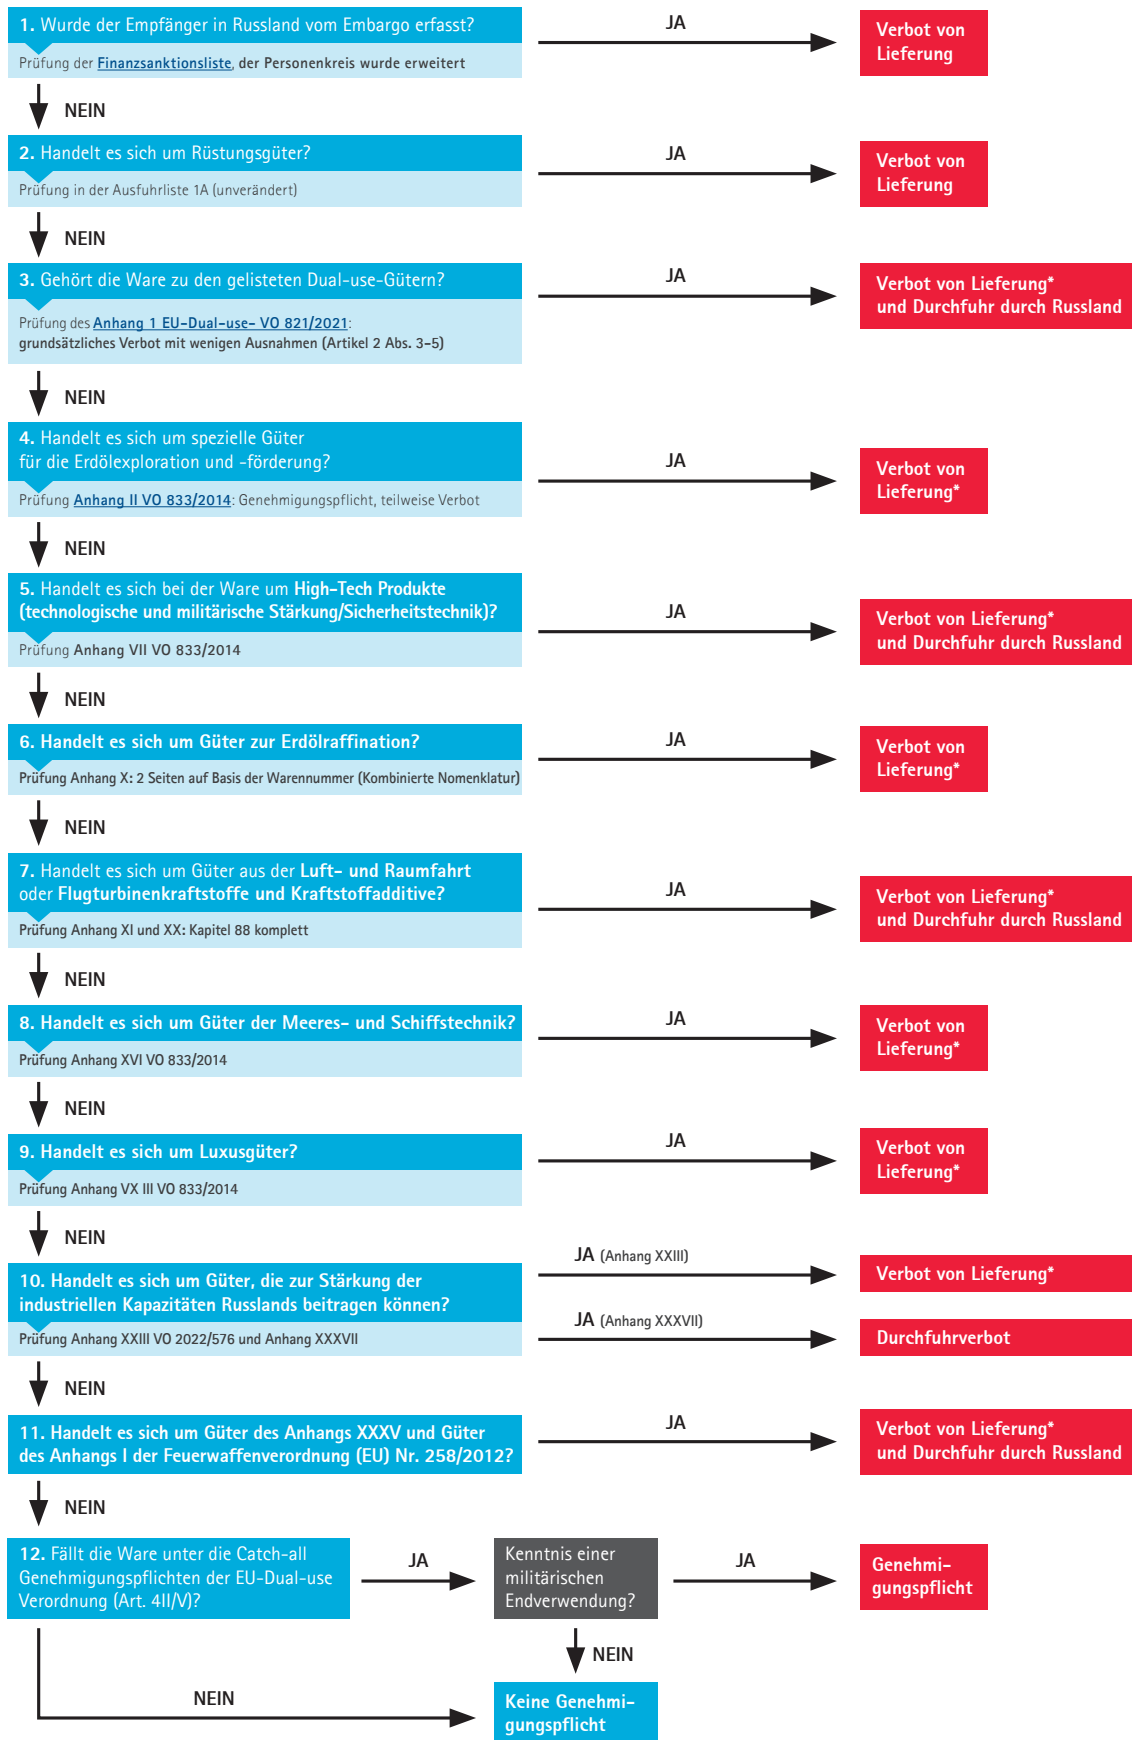 1. Wurde der Empfänger in Russland vom Embargo erfasst?
Prüfung der Finanzsanktionsliste, der Personenkreis wurde erweitert
JA
Verbot von
Lieferung
NEIN
2. Handelt es sich um Rüstungsgüter?
Prüfung in der Ausfuhrliste 1A (unverändert)
JA
Verbot von
Lieferung
NEIN
3. Gehört die Ware zu den gelisteten Dual-use-Gütern?
Prüfung des Anhang 1 EU-Dual-use- VO 821/2021:
grundsätzliches Verbot mit wenigen Ausnahmen (Artikel 2 Abs. 3-5)
JA
Verbot von Lieferung*
und Durchfuhr durch Russland
NEIN
4. Handelt es sich um spezielle Güter
für die Erdölexploration und -förderung?
Prüfung Anhang II VO 833/2014: Genehmigungspflicht, teilweise Verbot
JA
Verbot von
Lieferung*
NEIN
5. Handelt es sich bei der Ware um High-Tech Produkte
(technologische und militärische Stärkung/Sicherheitstechnik)?
Prüfung Anhang VII VO 833/2014
JA
Verbot von Lieferung*
und Durchfuhr durch Russland
NEIN
6. Handelt es sich um Güter zur Erdölraffination?
Prüfung Anhang X: 2 Seiten auf Basis der Warennummer (Kombinierte Nomenklatur)
JA
Verbot von
Lieferung*
NEIN
7. Handelt es sich um Güter aus der Luft- und Raumfahrt
oder Flugturbinenkraftstoffe und Kraftstoffadditive?
Prüfung Anhang XI und XX: Kapitel 88 komplett
JA
Verbot von Lieferung*
und Durchfuhr durch Russland
NEIN
8. Handelt es sich um Güter der Meeres- und Schiffstechnik?
Prüfung Anhang XVI VO 833/2014
JA
Verbot von
Lieferung*
NEIN
9. Handelt es sich um Luxusgüter?
Prüfung Anhang VX III VO 833/2014
JA
Verbot von
Lieferung*
NEIN
10. Handelt es sich um Güter, die zur Stärkung der
industriellen Kapazitäten Russlands beitragen können?
Prüfung Anhang XXIII VO 2022/576 und Anhang XXXVII
JA (Anhang XXIII)
Verbot von Lieferung*
JA (Anhang XXXVII)
Durchfuhrverbot
NEIN
11. Handelt es sich um Güter des Anhangs XXXV und Güter
des Anhangs I der Feuerwaffenverordnung (EU) Nr. 258/2012?
JA
Verbot von Lieferung*
und Durchfuhr durch Russland
NEIN
12. Fällt die Ware unter die Catch-all
Genehmigungspflichten der EU-Dual-use
Verordnung (Art. 4II/V)?
JA
Kenntnis einer
militärischen
Endverwendung?
JA
Genehmi-
gungspflicht
NEIN
NEIN
Keine Genehmi-
gungspflicht